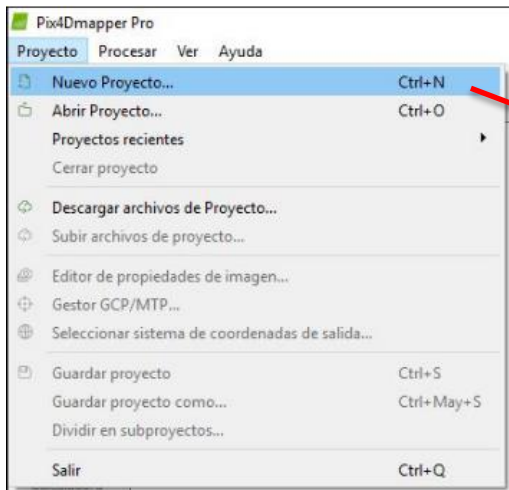 Pix4Dmapper Pro
Proyecto Procesar Ver Ayuda
Nuevo Proyecto... Ctrl+N
Abrir Proyecto... Ctrl+O
Proyectos recientes
Cerrar proyecto
Descargar archivos de Proyecto...
Subir archivos de proyecto...
Editor de propiedades de imagen...
Gestor GCP/MTP...
Seleccionar sistema de coordenadas de salida...
Guardar proyecto Ctrl+S
Guardar proyecto como... Ctrl+May+S
Dividir en subproyectos...
Salir Ctrl+Q